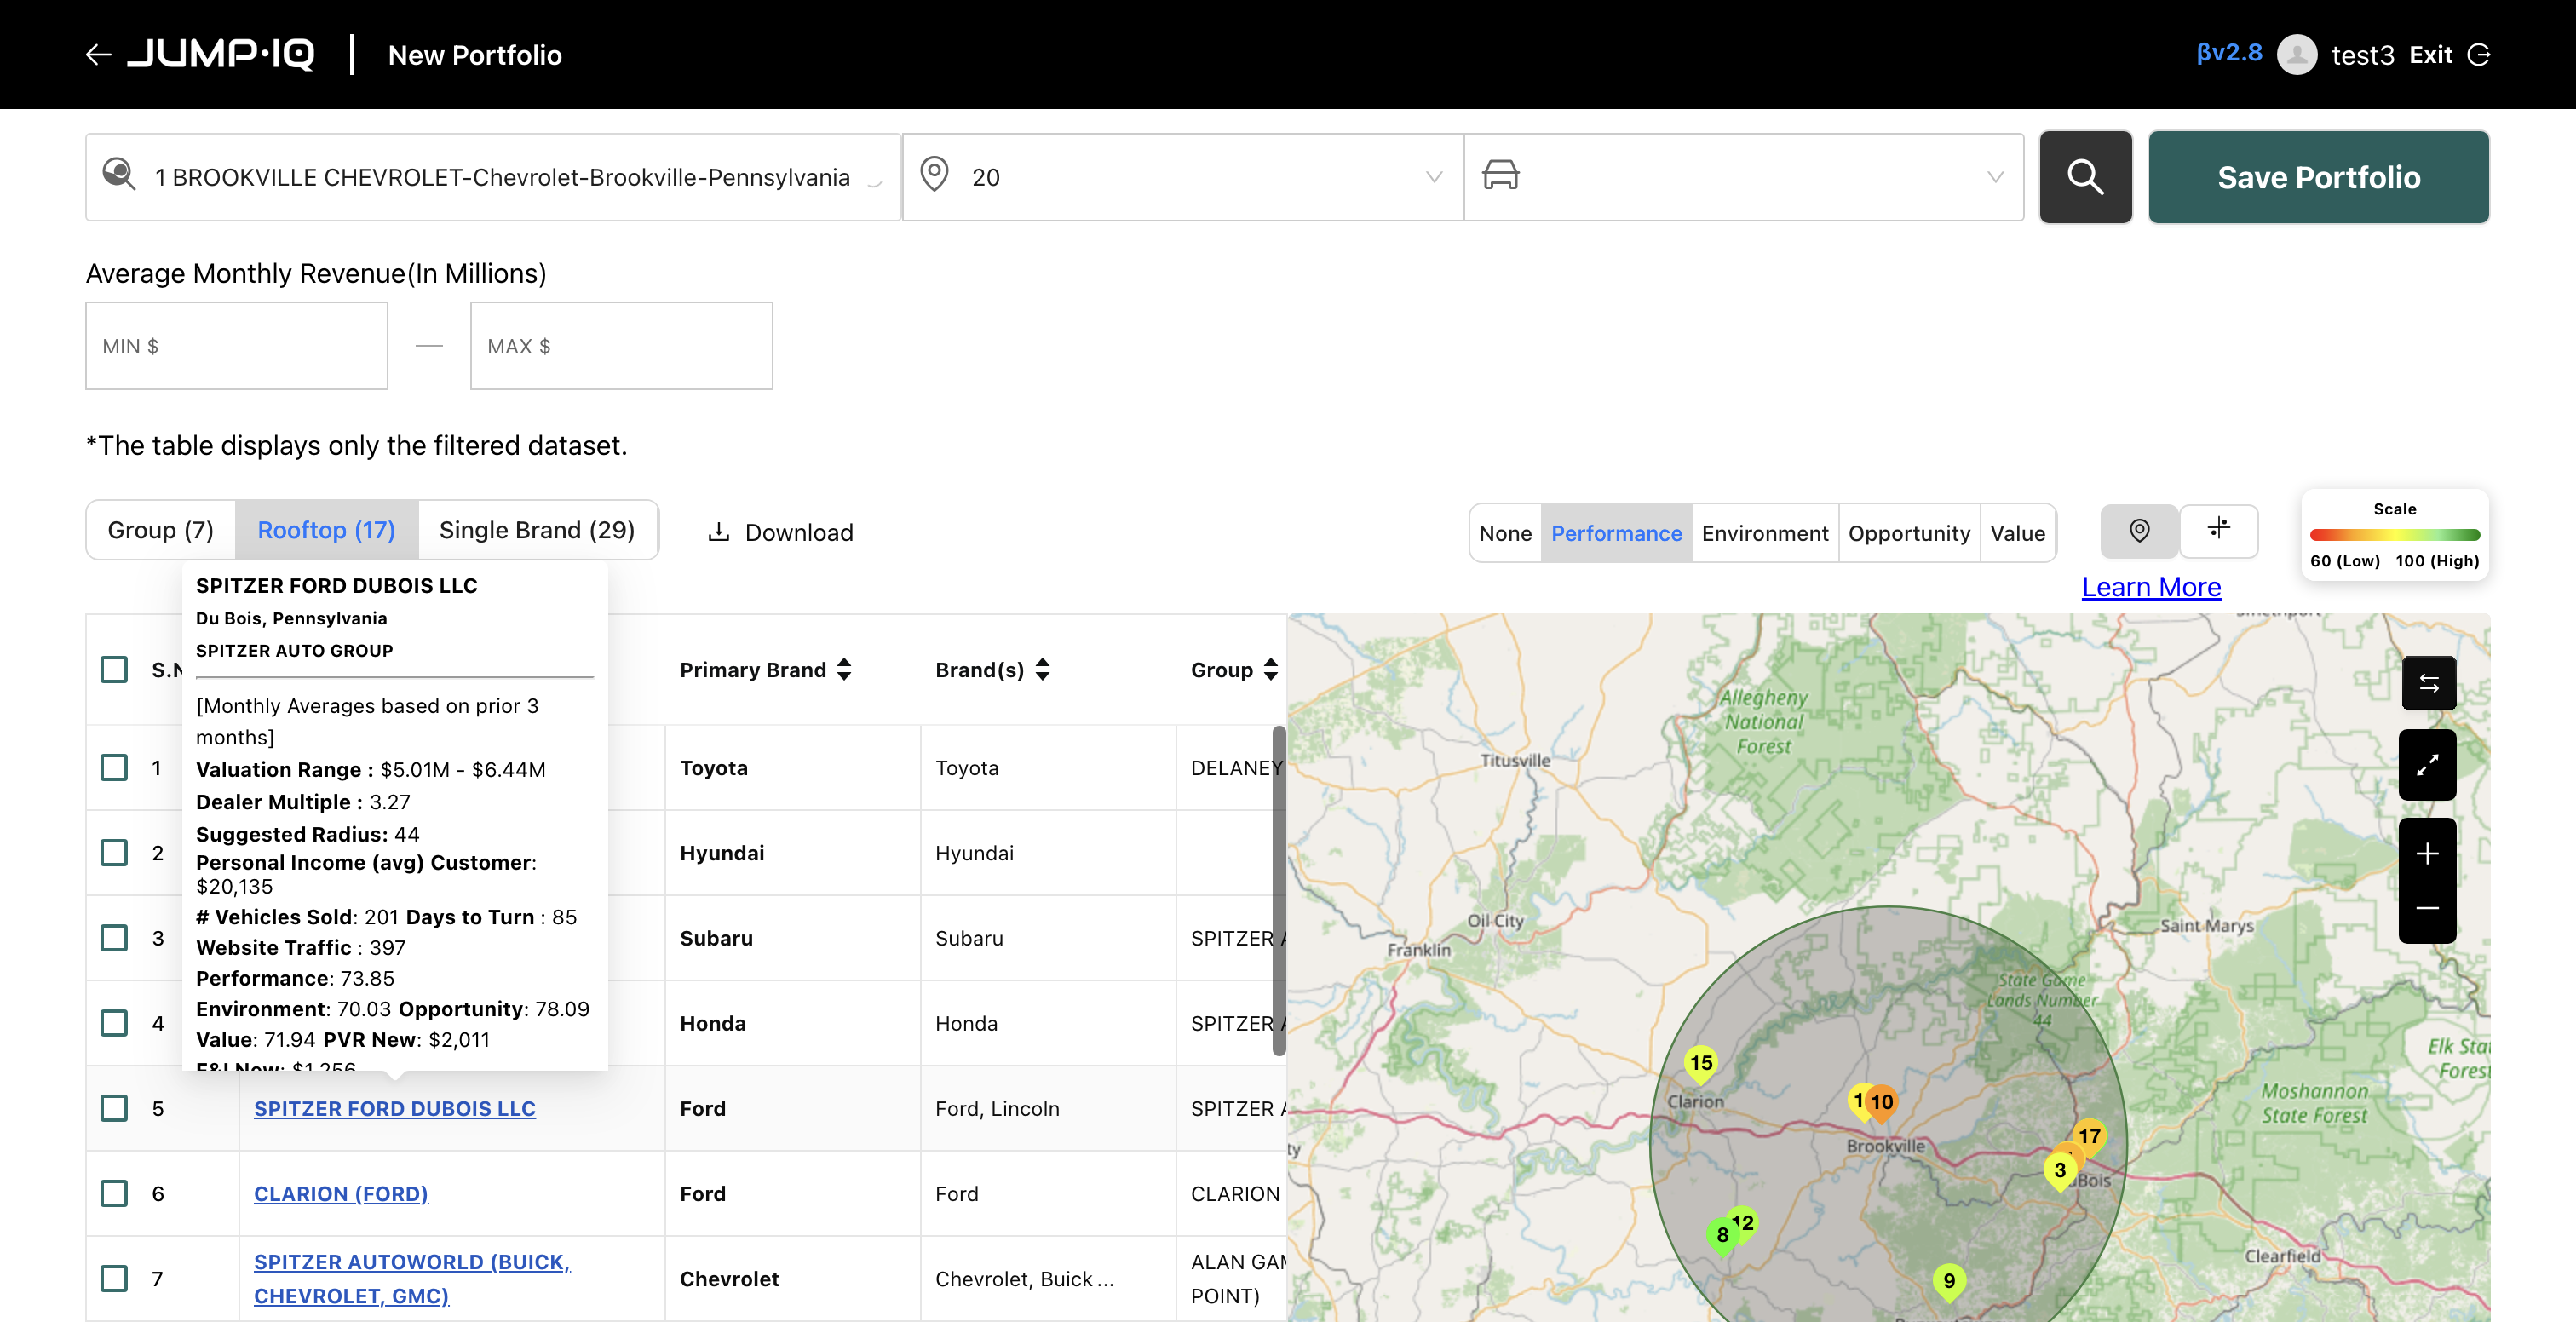 JUMP·IQ
New Portfolio
βv2.8
test3
Exit
1 BROOKVILLE CHEVROLET-Chevrolet-Brookville-Pennsylvania
20
Save Portfolio
Average Monthly Revenue(In Millions)
MIN $
MAX $
*The table displays only the filtered dataset.
Group (7)
Rooftop (17)
Single Brand (29)
Download
None
Performance
Environment
Opportunity
Value
Learn More
Scale
60 (Low)
100 (High)
SPITZER FORD DUBOIS LLC
Du Bois, Pennsylvania
SPITZER AUTO GROUP
[Monthly Averages based on prior 3
months]
Valuation Range : $5.01M - $6.44M
Dealer Multiple : 3.27
Suggested Radius: 44
Personal Income (avg) Customer:
$20,135
# Vehicles Sold: 201 Days to Turn : 85
Website Traffic : 397
Performance: 73.85
Environment: 70.03 Opportunity: 78.09
Value: 71.94 PVR New: $2,011
F&I New: $1,256
S.N
Primary Brand
Brand(s)
Group
1
Toyota
Toyota
DELANEY
2
Hyundai
Hyundai
3
Subaru
Subaru
SPITZER A
4
Honda
Honda
SPITZER A
5
SPITZER FORD DUBOIS LLC
Ford
Ford, Lincoln
SPITZER A
6
CLARION (FORD)
Ford
Ford
CLARION
7
SPITZER AUTOWORLD (BUICK,
CHEVROLET, GMC)
Chevrolet
Chevrolet, Buick ...
ALAN GAM
POINT)
Smethport
Allegheny
National
Forest
Titusville
Oil City
Franklin
Saint Marys
State Game
Lands Number
44
Elk Stat
Forest
Moshannon
State Forest
15
Clarion
1
10
Brookville
17
3
uBois
12
8
9
Clearfield
ty